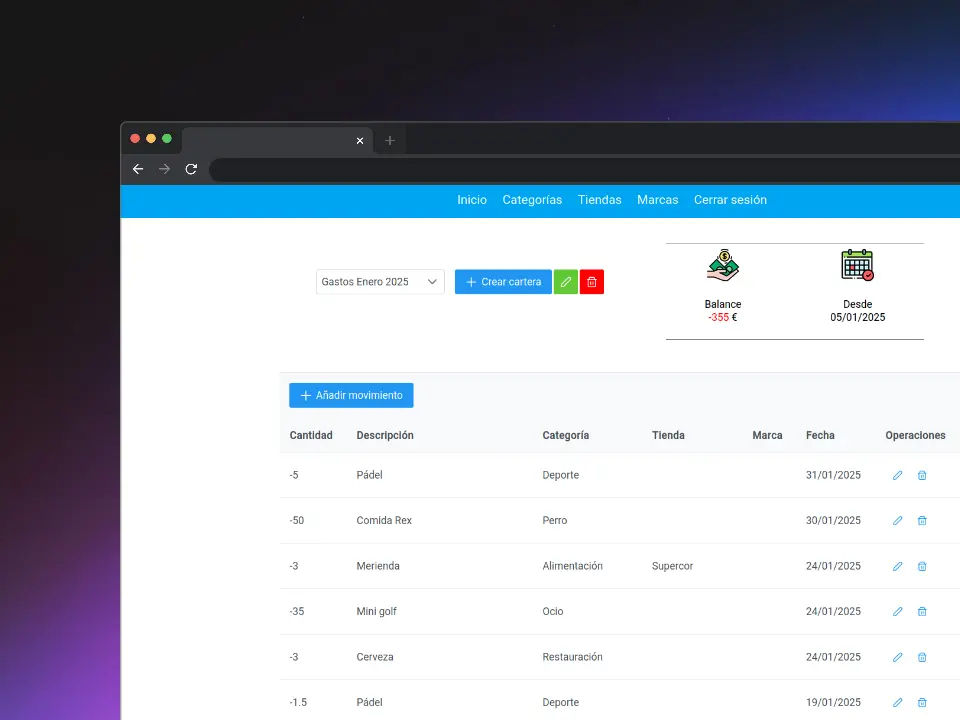 Inicio Categorías Tiendas Marcas Cerrar sesión
Gastos Enero 2025 Crear cartera
Balance Desde
-355 € 05/01/2025
Añadir movimiento
Cantidad Descripción Categoría Tienda Marca Fecha Operaciones
-5 Pádel Deporte 31/01/2025
-50 Comida Rex Perro 30/01/2025
-3 Merienda Alimentación Supercor 24/01/2025
-35 Mini golf Ocio 24/01/2025
-3 Cerveza Restauración 24/01/2025
-1.5 Pádel Deporte 19/01/2025